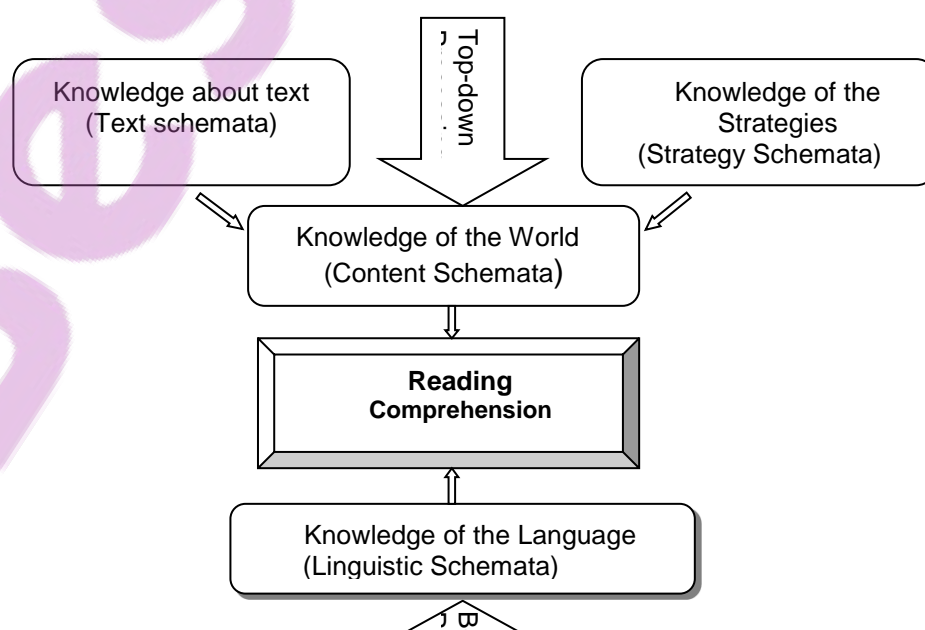 Top-down
Knowledge about text
(Text schemata)
Knowledge of the
Strategies
(Strategy Schemata)
Knowledge of the World
(Content Schemata)
Reading
Comprehension
Knowledge of the Language
(Linguistic Schemata)
B